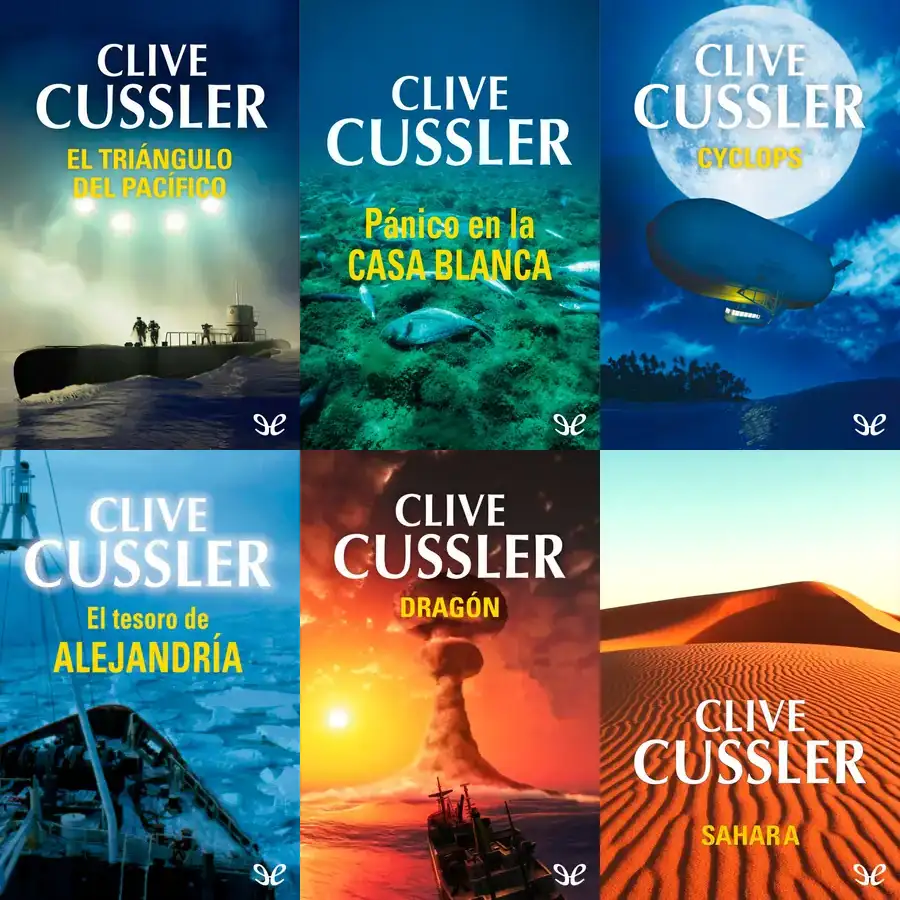 CLIVE
CUSSLER
EL TRIÁNGULO
DEL PACÍFICO
CLIVE
CUSSLER
Pánico en la
CASA BLANCA
CLIVE
CUSSLER
CYCLOPS
CLIVE
CUSSLER
El tesoro de
ALEJANDRÍA
CLIVE
CUSSLER
DRAGÓN
CLIVE
CUSSLER
SAHARA